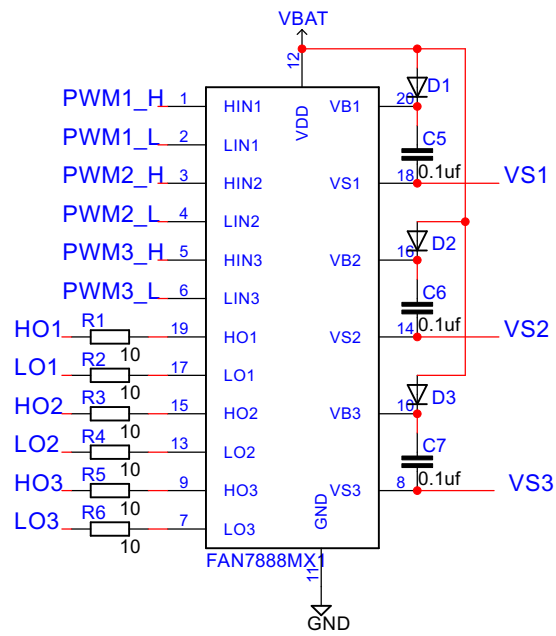 VBAT
12
VDD
PWM1_H 1 HIN1 VB1 20 D1
PWM1_L 2 LIN1 C5
0.1uf
PWM2_H 3 HIN2 VS1 18 VS1
PWM2_L 4 LIN2 D2
PWM3_H 5 HIN3 VB2 16
PWM3_L 6 LIN3 C6
0.1uf
HO1 R1 10 19 HO1 VS2 14 VS2
LO1 R2 10 17 LO1 D3
HO2 R3 10 15 HO2 VB3 10
LO2 R4 10 13 LO2 C7
0.1uf
HO3 R5 10 9 HO3 VS3 8 VS3
LO3 R6 10 7 LO3
GND
FAN7888MX1
11
GND